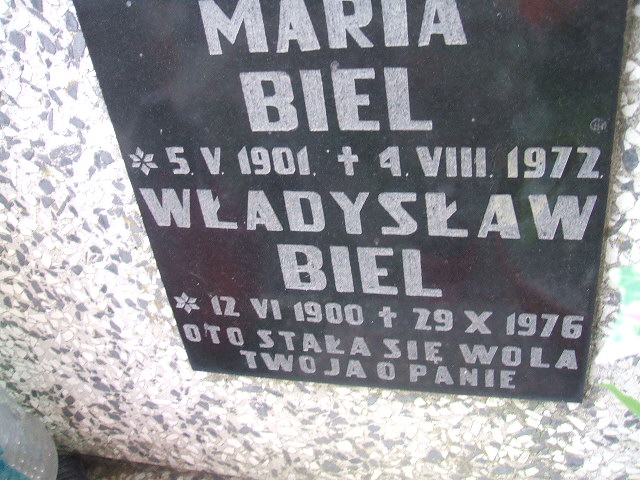 MARIA
BIEL
* 5. V. 1901. † 4. VIII. 1972.
WŁADYSŁAW
BIEL
* 12 VI 1900 † 29 X 1976
OTO STAŁA SIĘ WOLA
TWOJA O PANIE